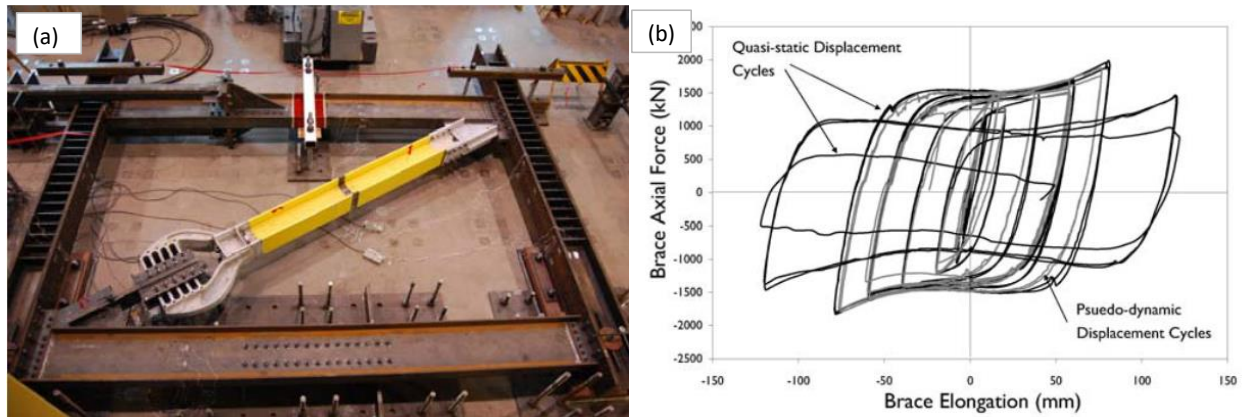 (a)
(b)
2500
2000
1500
1000
500
0
-500
-1000
-1500
-2000
-2500
-150
-100
-50
0
50
100
150
Brace Axial Force (kN)
Brace Elongation (mm)
Quasi-static Displacement
Cycles
Psuedo-dynamic
Displacement Cycles